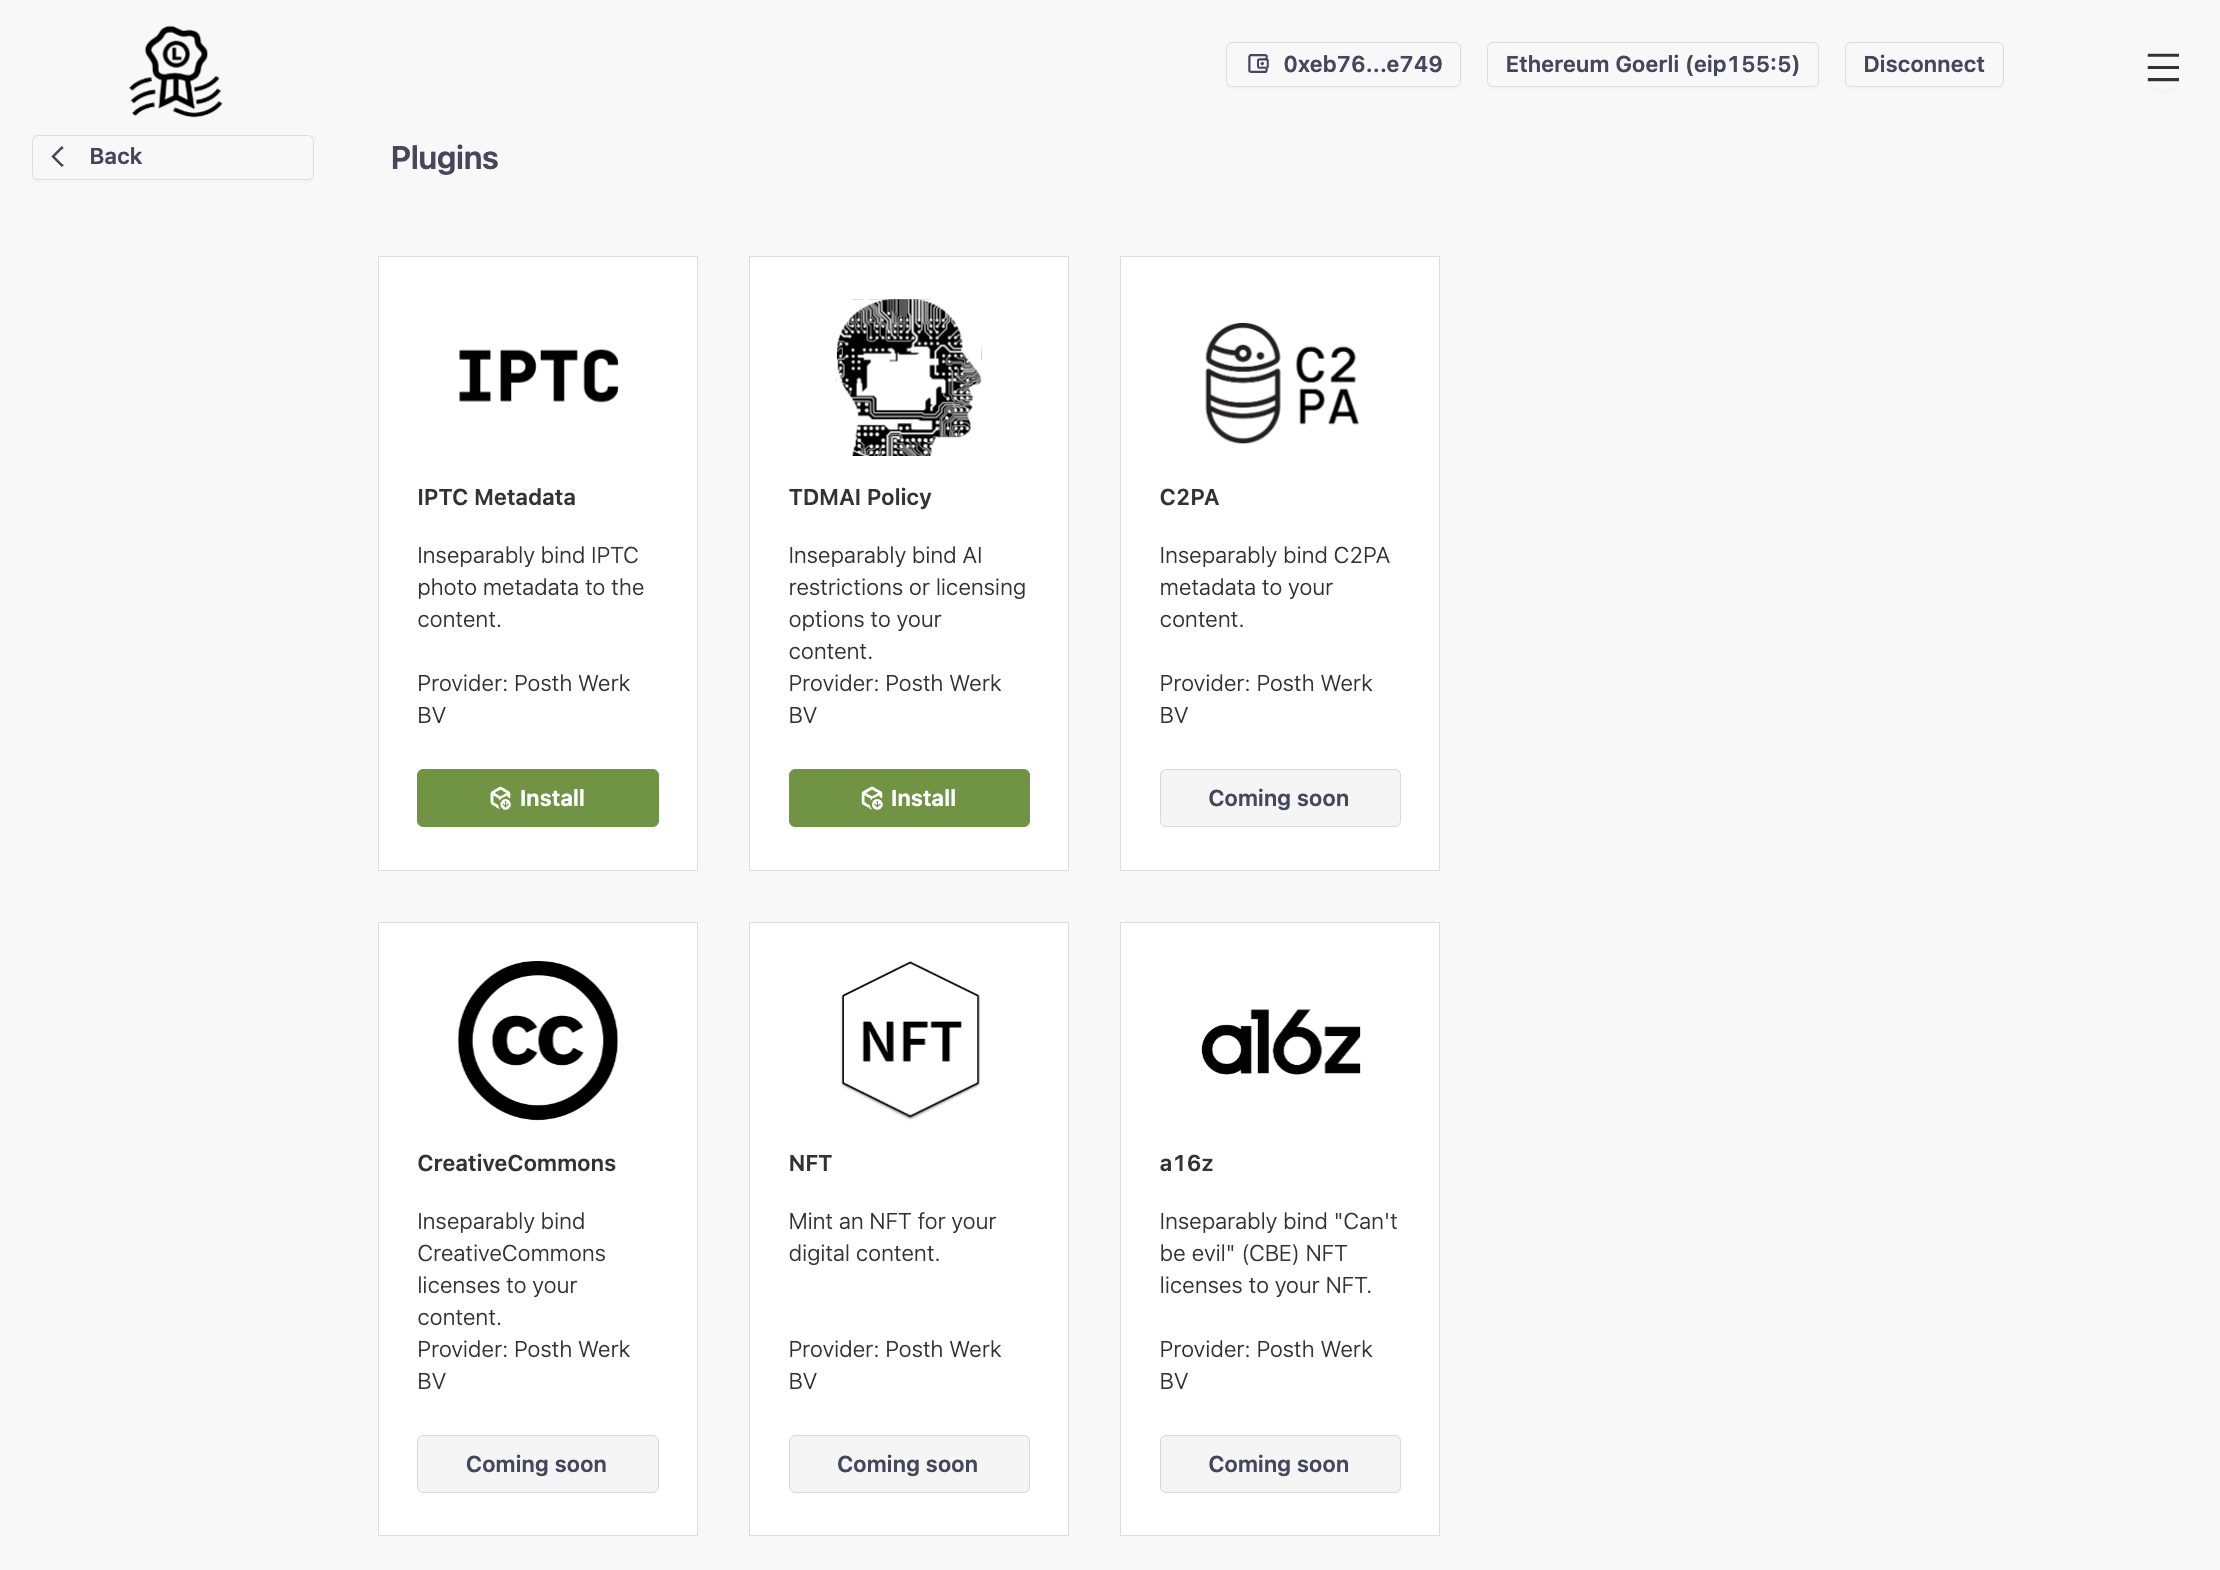 L
0xeb76...e749
Ethereum Goerli (eip155:5)
Disconnect
Back
Plugins
IPTC
IPTC Metadata
Inseparably bind IPTC
photo metadata to the
content.
Provider: Posth Werk
BV
Install
TDMAI Policy
Inseparably bind AI
restrictions or licensing
options to your
content.
Provider: Posth Werk
BV
Install
C2
PA
C2PA
Inseparably bind C2PA
metadata to your
content.
Provider: Posth Werk
BV
Coming soon
cc
CreativeCommons
Inseparably bind
CreativeCommons
licenses to your
content.
Provider: Posth Werk
BV
Coming soon
NFT
NFT
Mint an NFT for your
digital content.
Provider: Posth Werk
BV
Coming soon
a16z
a16z
Inseparably bind "Can't
be evil" (CBE) NFT
licenses to your NFT.
Provider: Posth Werk
BV
Coming soon